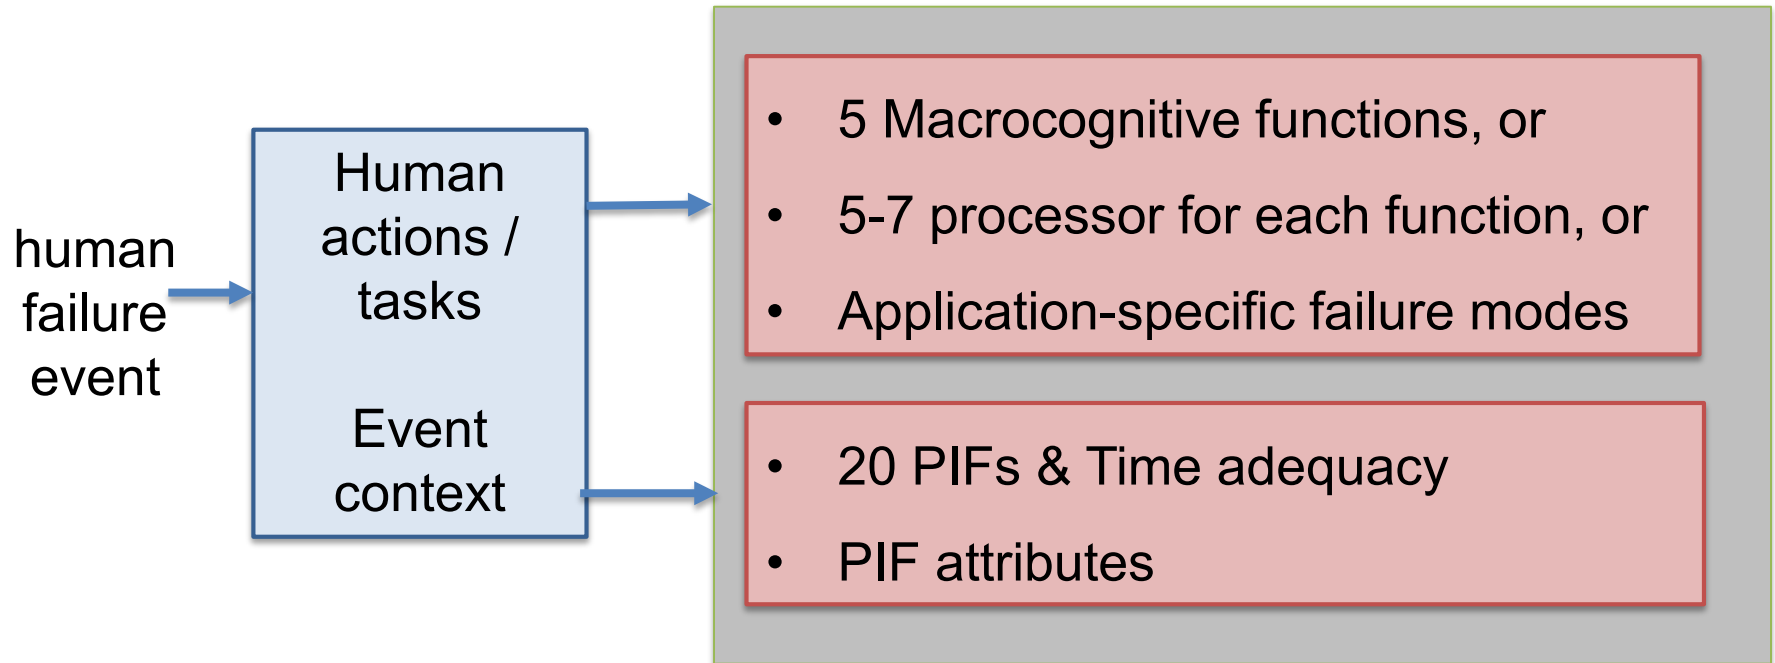 human
failure
event
Human
actions /
tasks
Event
context
• 5 Macrocognitive functions, or
• 5-7 processor for each function, or
• Application-specific failure modes
• 20 PIFs & Time adequacy
• PIF attributes